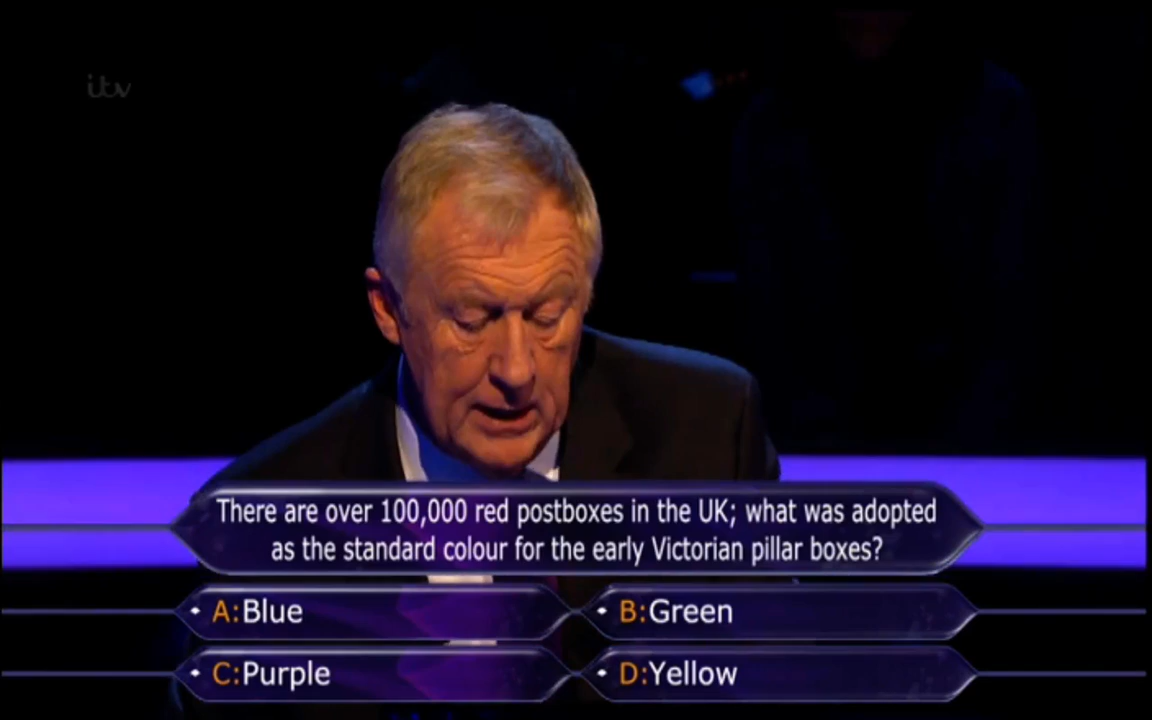 itv
There are over 100,000 red postboxes in the UK; what was adopted
as the standard colour for the early Victorian pillar boxes?
A:Blue
B:Green
C:Purple
D:Yellow